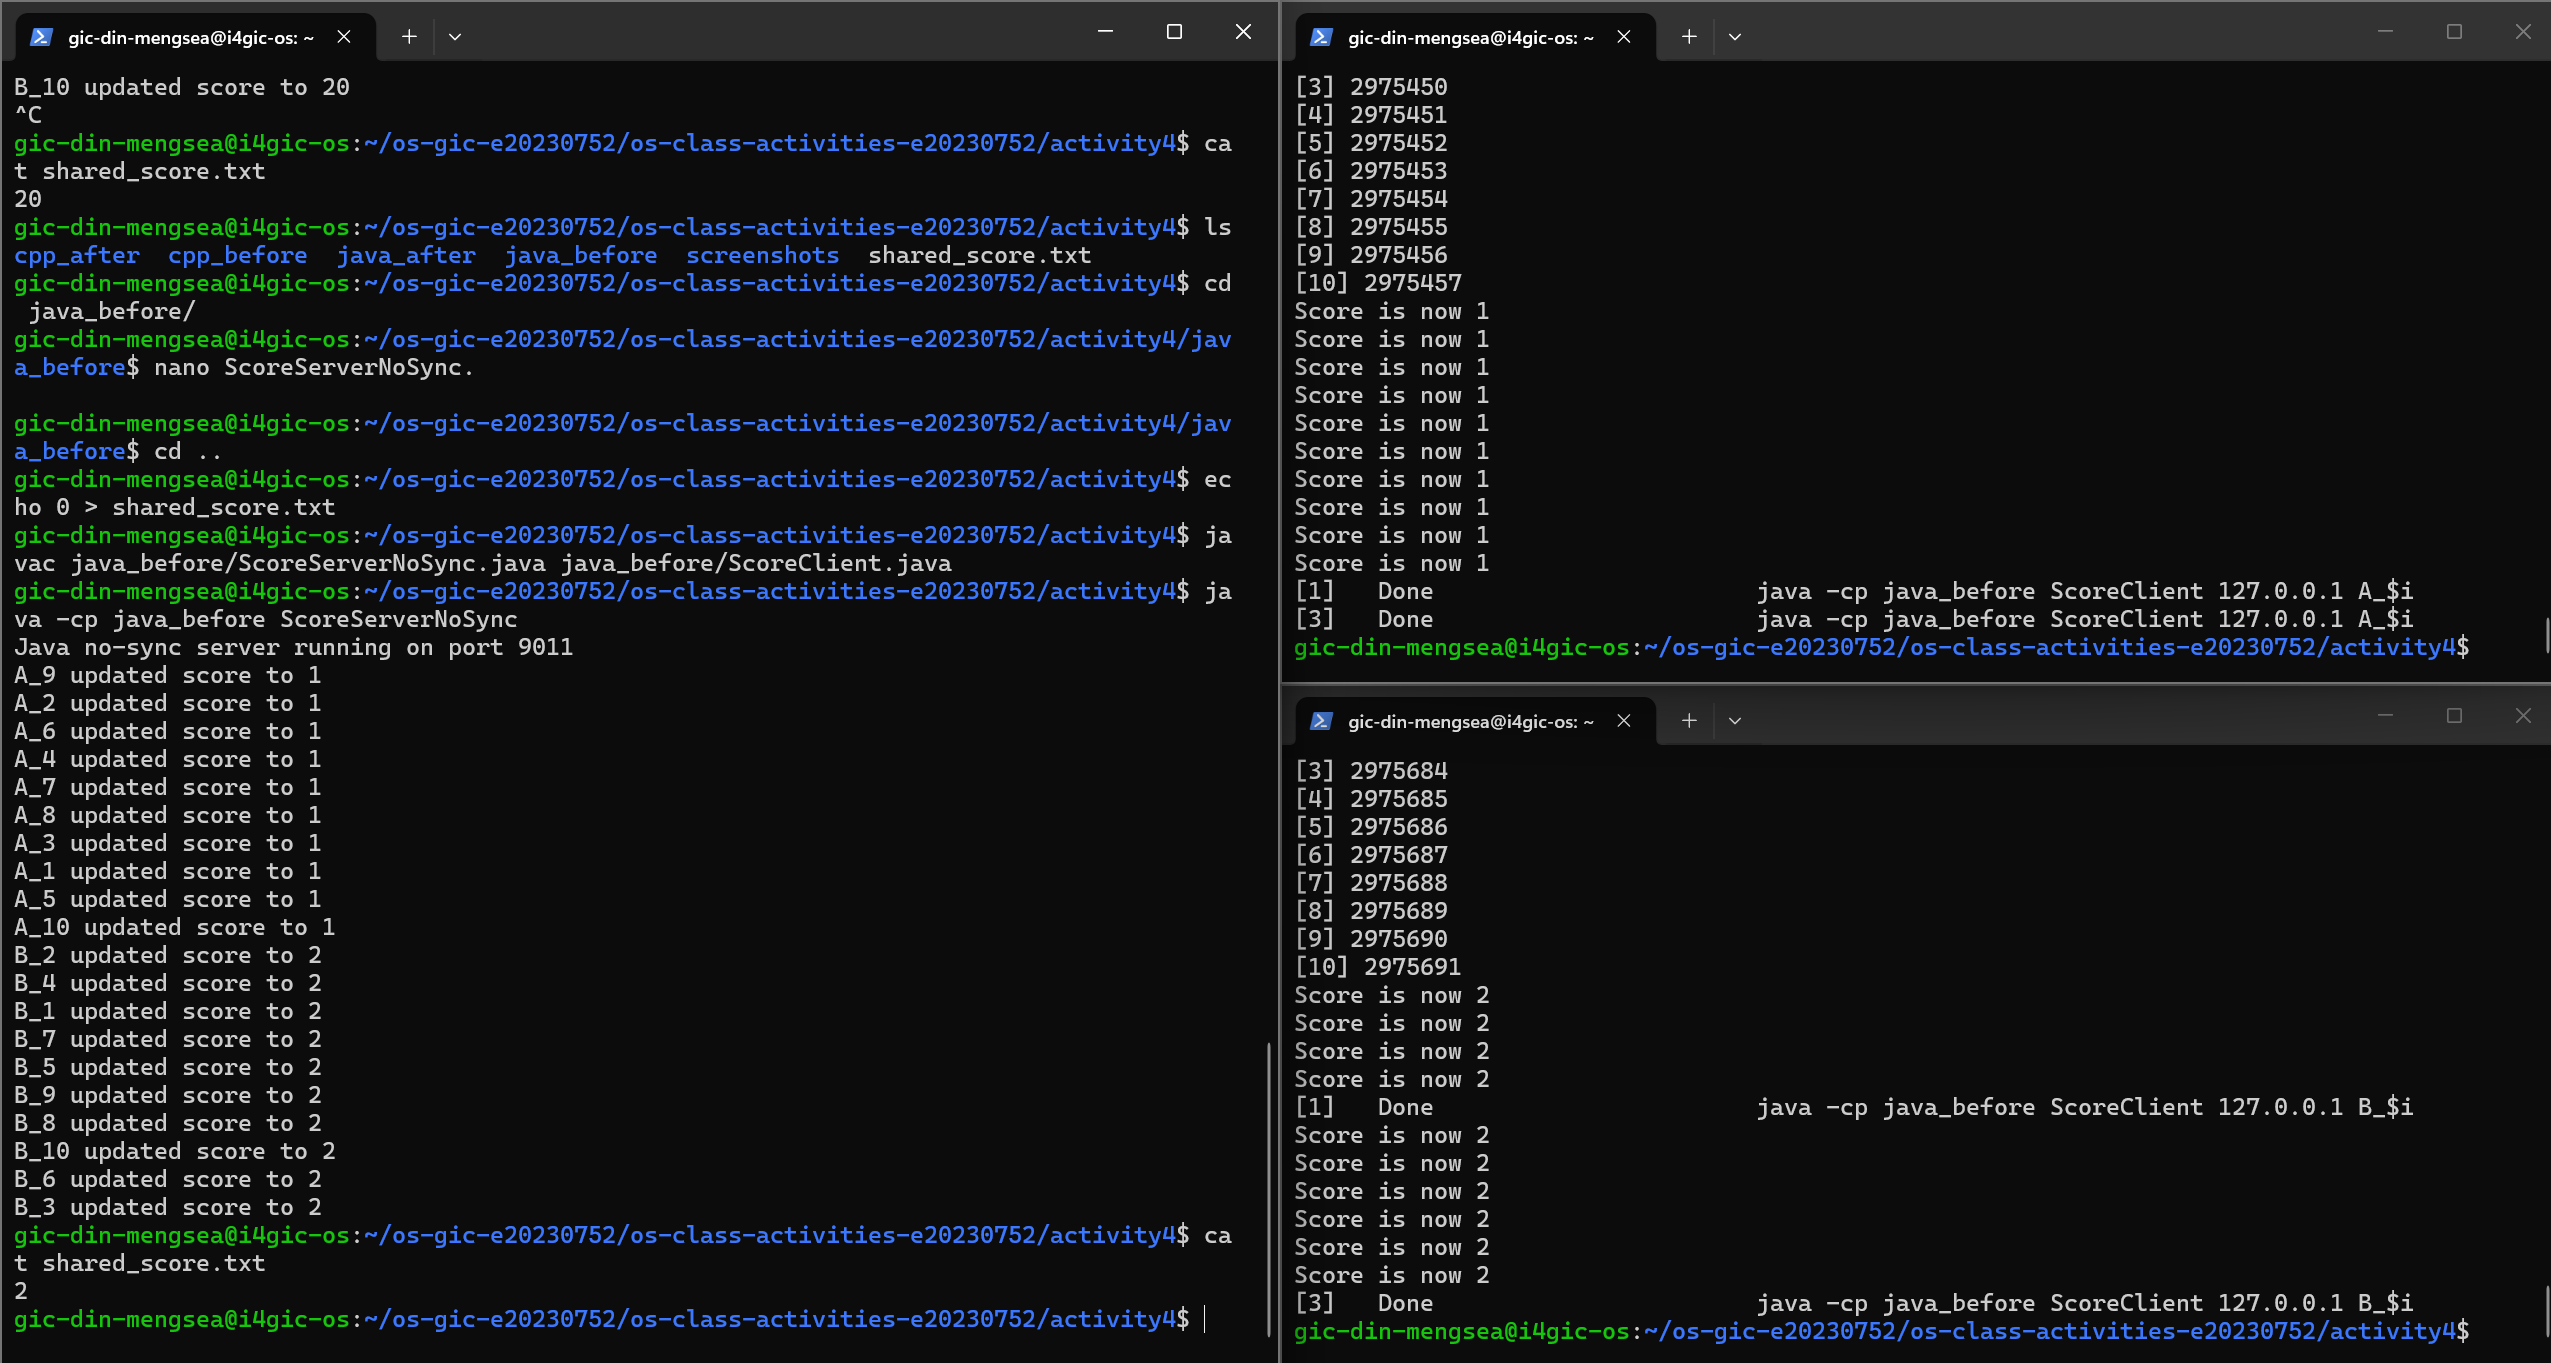 gic-din-mengsea@i4gic-os: ~
B_10 updated score to 20
^C
gic-din-mengsea@i4gic-os:~/os-gic-e20230752/os-class-activities-e20230752/activity4$ ca
t shared_score.txt
20
gic-din-mengsea@i4gic-os:~/os-gic-e20230752/os-class-activities-e20230752/activity4$ ls
cpp_after  cpp_before  java_after  java_before  screenshots  shared_score.txt
gic-din-mengsea@i4gic-os:~/os-gic-e20230752/os-class-activities-e20230752/activity4$ cd
 java_before/
gic-din-mengsea@i4gic-os:~/os-gic-e20230752/os-class-activities-e20230752/activity4/jav
a_before$ nano ScoreServerNoSync.
gic-din-mengsea@i4gic-os:~/os-gic-e20230752/os-class-activities-e20230752/activity4/jav
a_before$ cd ..
gic-din-mengsea@i4gic-os:~/os-gic-e20230752/os-class-activities-e20230752/activity4$ ec
ho 0 > shared_score.txt
gic-din-mengsea@i4gic-os:~/os-gic-e20230752/os-class-activities-e20230752/activity4$ ja
vac java_before/ScoreServerNoSync.java java_before/ScoreClient.java
gic-din-mengsea@i4gic-os:~/os-gic-e20230752/os-class-activities-e20230752/activity4$ ja
va -cp java_before ScoreServerNoSync
Java no-sync server running on port 9011
A_9 updated score to 1
A_2 updated score to 1
A_6 updated score to 1
A_4 updated score to 1
A_7 updated score to 1
A_8 updated score to 1
A_3 updated score to 1
A_1 updated score to 1
A_5 updated score to 1
A_10 updated score to 1
B_2 updated score to 2
B_4 updated score to 2
B_1 updated score to 2
B_7 updated score to 2
B_5 updated score to 2
B_9 updated score to 2
B_8 updated score to 2
B_10 updated score to 2
B_6 updated score to 2
B_3 updated score to 2
gic-din-mengsea@i4gic-os:~/os-gic-e20230752/os-class-activities-e20230752/activity4$ ca
t shared_score.txt
2
gic-din-mengsea@i4gic-os:~/os-gic-e20230752/os-class-activities-e20230752/activity4$
gic-din-mengsea@i4gic-os: ~
[3] 2975450
[4] 2975451
[5] 2975452
[6] 2975453
[7] 2975454
[8] 2975455
[9] 2975456
[10] 2975457
Score is now 1
Score is now 1
Score is now 1
Score is now 1
Score is now 1
Score is now 1
Score is now 1
Score is now 1
Score is now 1
Score is now 1
[1]   Done                       java -cp java_before ScoreClient 127.0.0.1 A_$i
[3]   Done                       java -cp java_before ScoreClient 127.0.0.1 A_$i
gic-din-mengsea@i4gic-os:~/os-gic-e20230752/os-class-activities-e20230752/activity4$
gic-din-mengsea@i4gic-os: ~
[3] 2975684
[4] 2975685
[5] 2975686
[6] 2975687
[7] 2975688
[8] 2975689
[9] 2975690
[10] 2975691
Score is now 2
Score is now 2
Score is now 2
Score is now 2
[1]   Done                       java -cp java_before ScoreClient 127.0.0.1 B_$i
Score is now 2
Score is now 2
Score is now 2
Score is now 2
Score is now 2
Score is now 2
[3]   Done                       java -cp java_before ScoreClient 127.0.0.1 B_$i
gic-din-mengsea@i4gic-os:~/os-gic-e20230752/os-class-activities-e20230752/activity4$